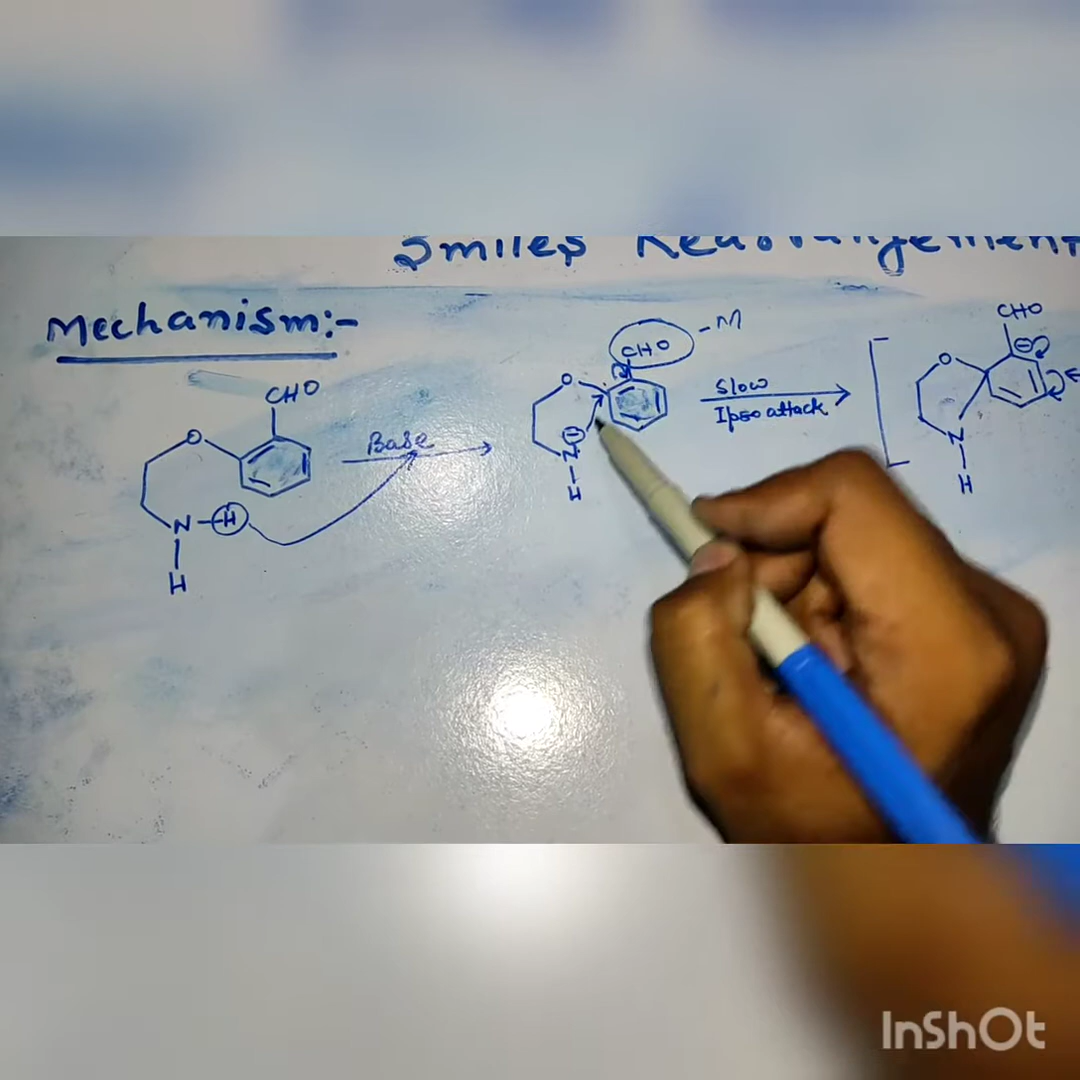 Smiles Rearrangement
Mechanism:-
CHO
O
N-H
H
Base
CHO
-M
O
⊖
N
H
Slow
Ipso attack
CHO
O
⊖
N
H
InShOt